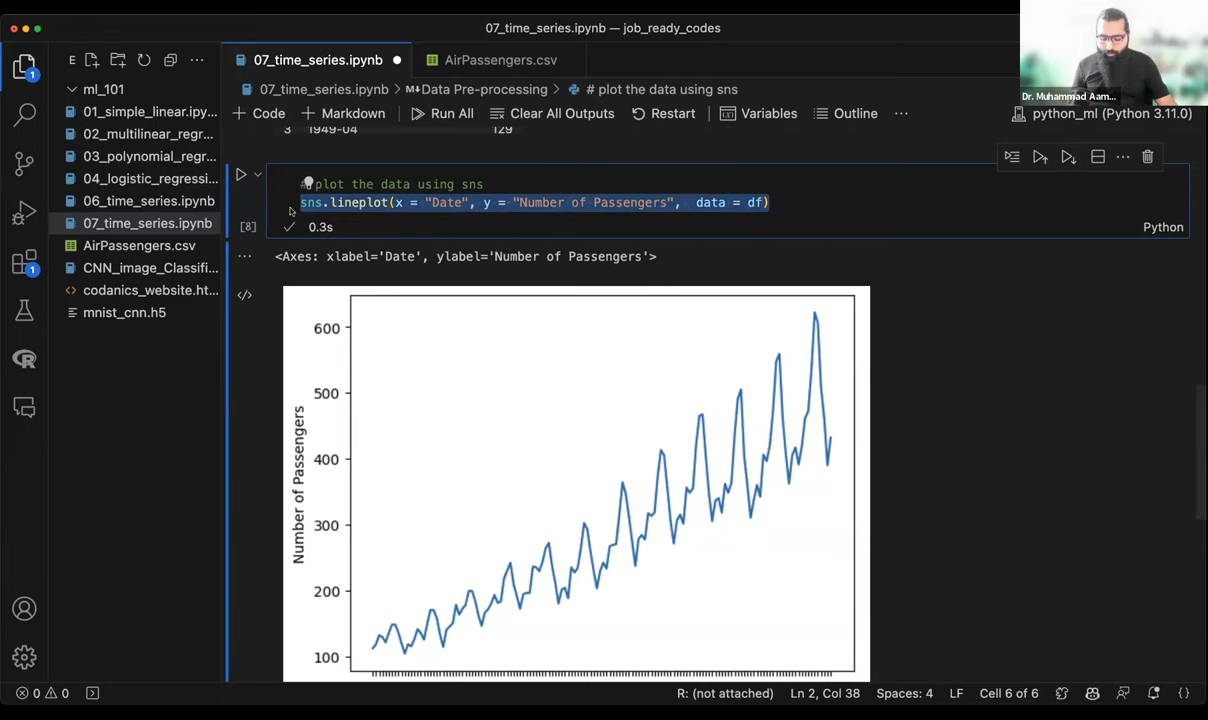 07_time_series.ipynb — job_ready_codes
E
07_time_series.ipynb
AirPassengers.csv
ml_101
07_time_series.ipynb > Data Pre-processing > # plot the data using sns
Dr. Muhammad Aam...
01_simple_linear.ipy...
02_multilinear_regr...
03_polynomial_regr...
04_logistic_regressi...
06_time_series.ipynb
07_time_series.ipynb
AirPassengers.csv
CNN_image_Classifi...
codanics_website.ht...
mnist_cnn.h5
+ Code + Markdown Run All Clear All Outputs Restart Variables Outline ...
python_ml (Python 3.11.0)
3 1949-04 129
# plot the data using sns
sns.lineplot(x = "Date", y = "Number of Passengers", data = df)
[8] 0.3s Python
<Axes: xlabel='Date', ylabel='Number of Passengers'>
Number of Passengers
600
500
400
300
200
100
1
1
0 0
R: (not attached) Ln 2, Col 38 Spaces: 4 LF Cell 6 of 6